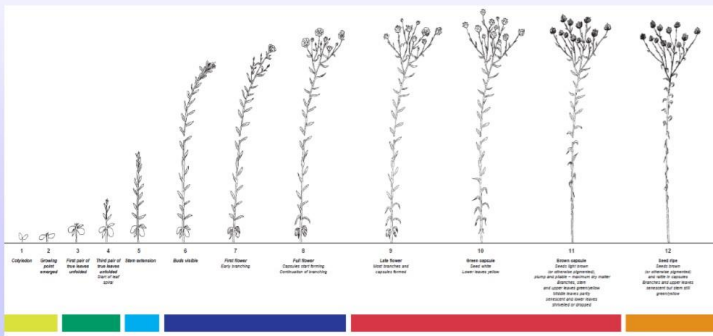 1
Cotyledon
2
Growing
point
emerged
3
First pair of
true leaves
unfolded
4
Third pair of
true leaves
unfolded
Start of leaf
spiral
5
Stem extension
6
Buds visible
7
First flower
Early branching
8
Full flower
Capsules start forming
Continuation of branching
9
Late flower
Most branches and
capsules formed
10
Green capsule
Seed white
Lower leaves yellow
11
Brown capsule
Seeds light brown
(or otherwise pigmented),
plump and pliable – maximum dry matter
Branches, stem
and upper leaves green/yellow
Middle leaves partly
senescent and lower leaves
shrivelled or dropped
12
Seed ripe
Seeds brown
(or otherwise pigmented)
and rattle in capsules
Branches and upper leaves
senescent but stem still
green/yellow